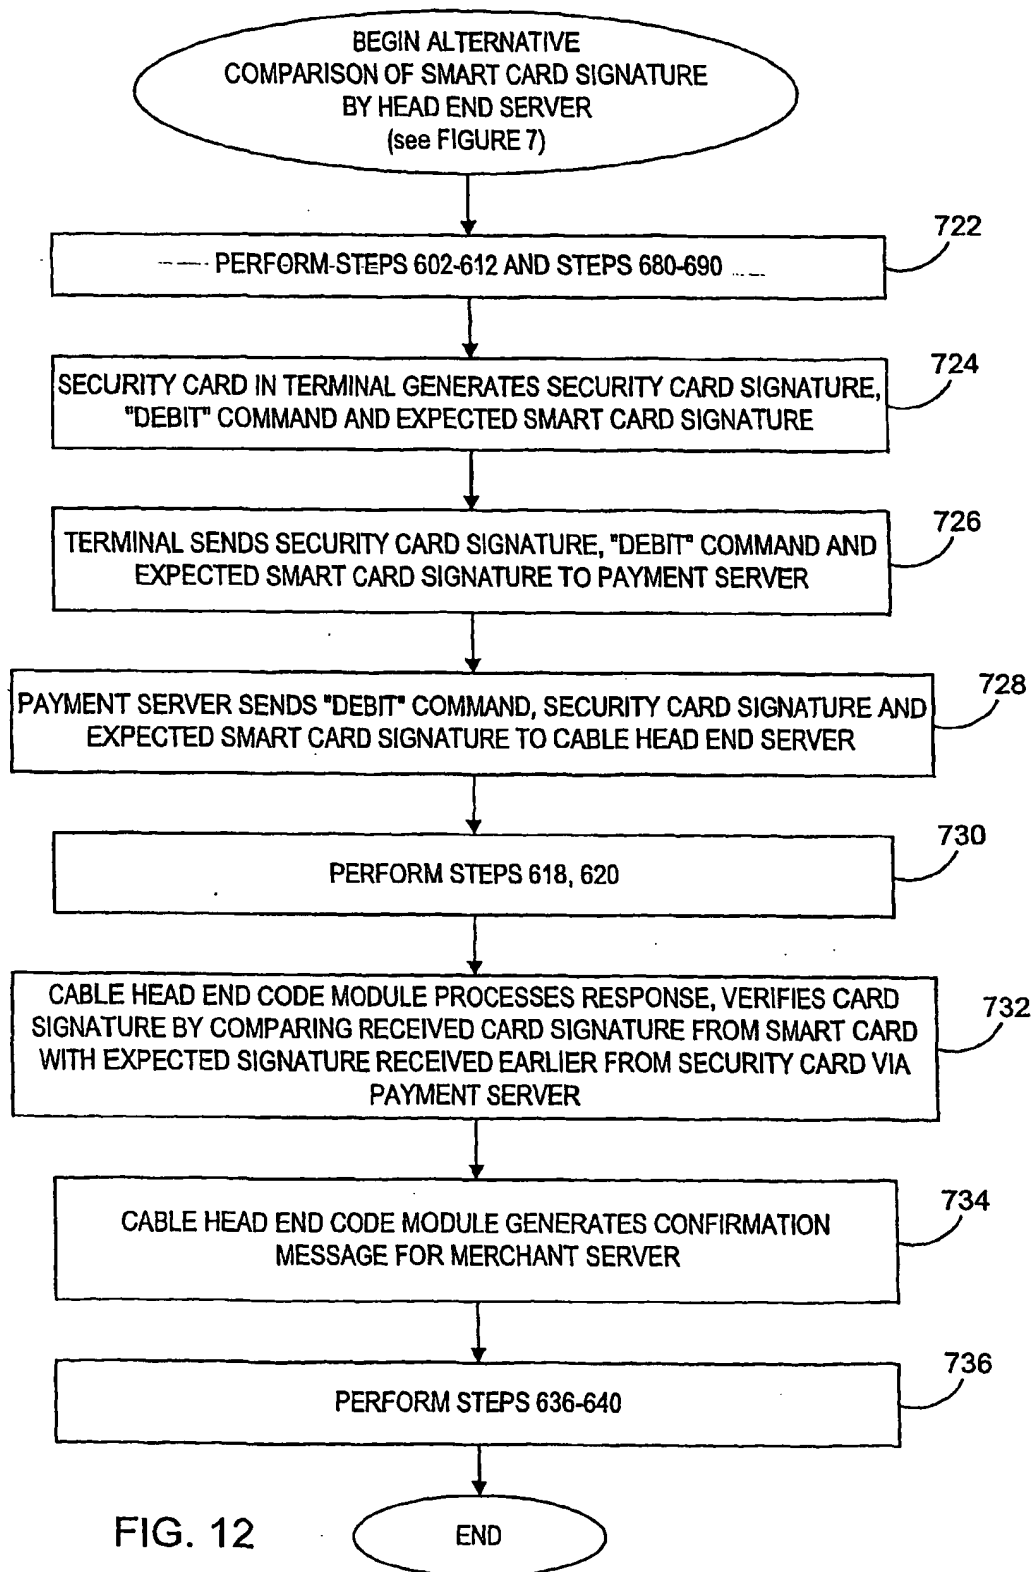 BEGIN ALTERNATIVE
COMPARISON OF SMART CARD SIGNATURE
BY HEAD END SERVER
(see FIGURE 7)
722
PERFORM STEPS 602-612 AND STEPS 680-690
724
SECURITY CARD IN TERMINAL GENERATES SECURITY CARD SIGNATURE,
"DEBIT" COMMAND AND EXPECTED SMART CARD SIGNATURE
726
TERMINAL SENDS SECURITY CARD SIGNATURE, "DEBIT" COMMAND AND
EXPECTED SMART CARD SIGNATURE TO PAYMENT SERVER
728
PAYMENT SERVER SENDS "DEBIT" COMMAND, SECURITY CARD SIGNATURE AND
EXPECTED SMART CARD SIGNATURE TO CABLE HEAD END SERVER
730
PERFORM STEPS 618, 620
732
CABLE HEAD END CODE MODULE PROCESSES RESPONSE, VERIFIES CARD
SIGNATURE BY COMPARING RECEIVED CARD SIGNATURE FROM SMART CARD
WITH EXPECTED SIGNATURE RECEIVED EARLIER FROM SECURITY CARD VIA
PAYMENT SERVER
734
CABLE HEAD END CODE MODULE GENERATES CONFIRMATION
MESSAGE FOR MERCHANT SERVER
736
PERFORM STEPS 636-640
END
FIG. 12